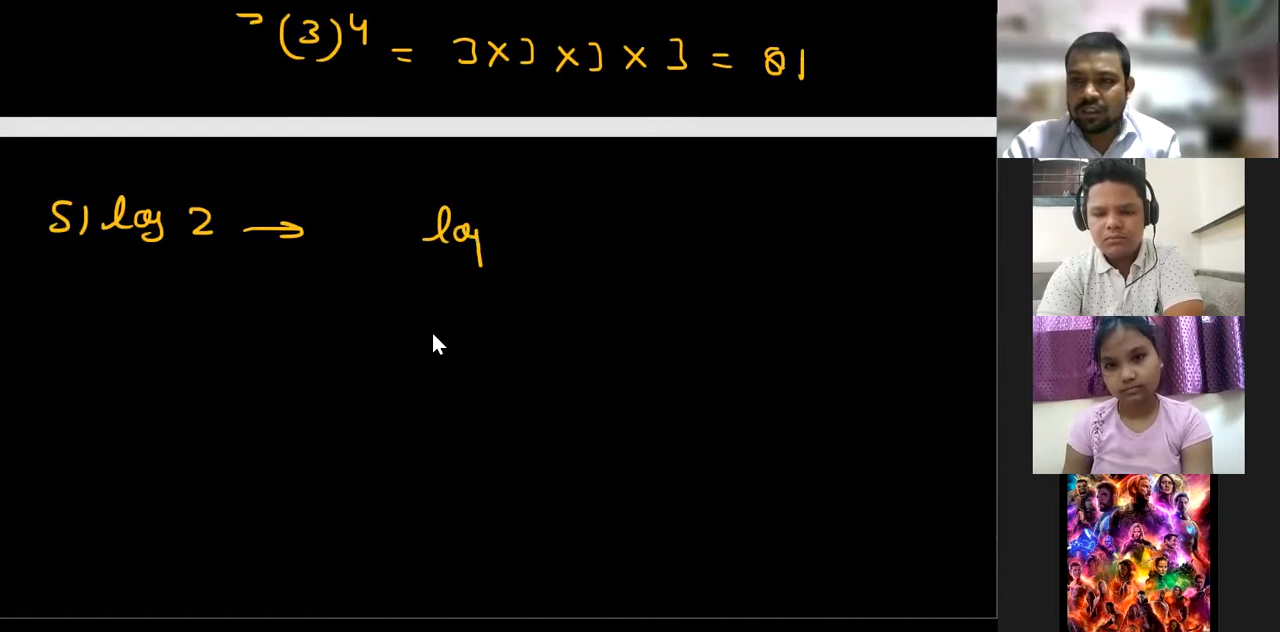 (3)⁴ = 3 × 3 × 3 × 3 = 81
5) log 2 → log